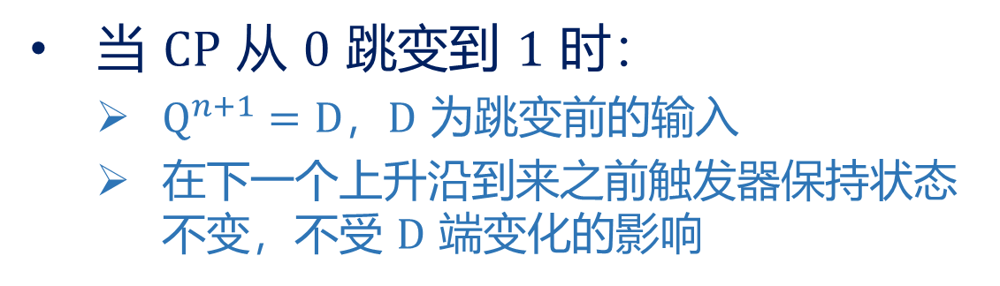 • 当 CP 从 0 跳变到 1 时：
➢ Qⁿ⁺¹ = D，D 为跳变前的输入
➢ 在下一个上升沿到来之前触发器保持状态
不变，不受 D 端变化的影响